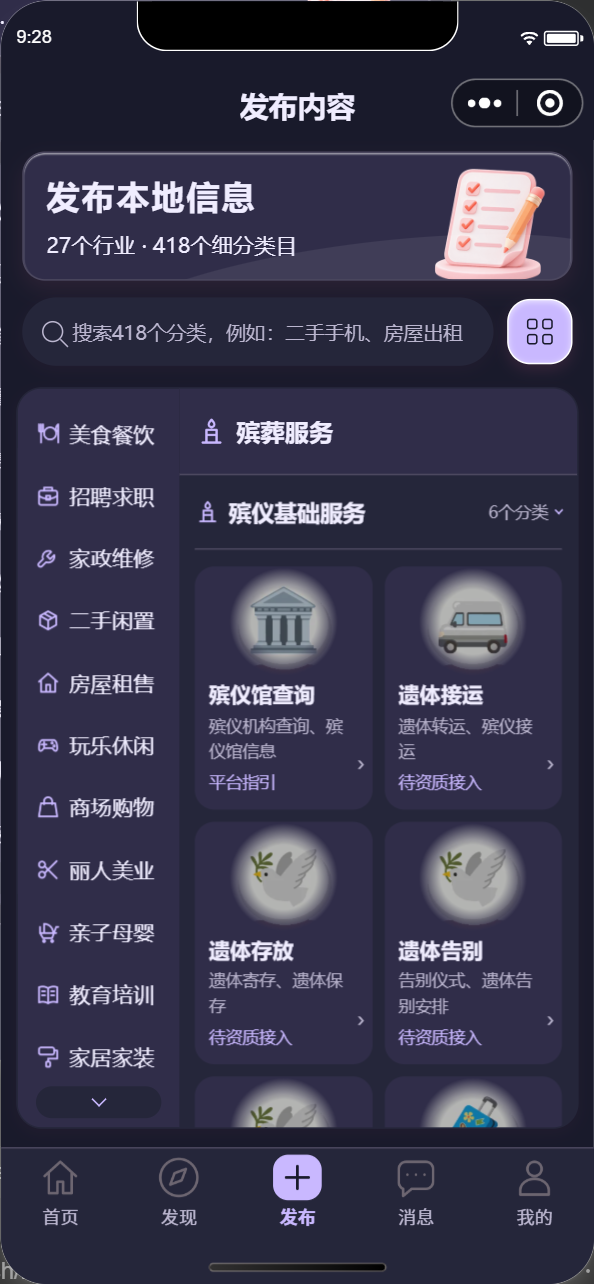 9:28
发布内容
发布本地信息
27个行业 · 418个细分类目
搜索418个分类，例如：二手手机、房屋出租
美食餐饮
招聘求职
家政维修
二手闲置
房屋租售
玩乐休闲
商场购物
丽人美业
亲子母婴
教育培训
家居家装
殡葬服务
殡仪基础服务
6个分类
殡仪馆查询
殡仪机构查询、殡
仪馆信息
平台指引
遗体接运
遗体转运、殡仪接
运
待资质接入
遗体存放
遗体寄存、遗体保
存
待资质接入
遗体告别
告别仪式、遗体告
别安排
待资质接入
首页
发现
发布
消息
我的